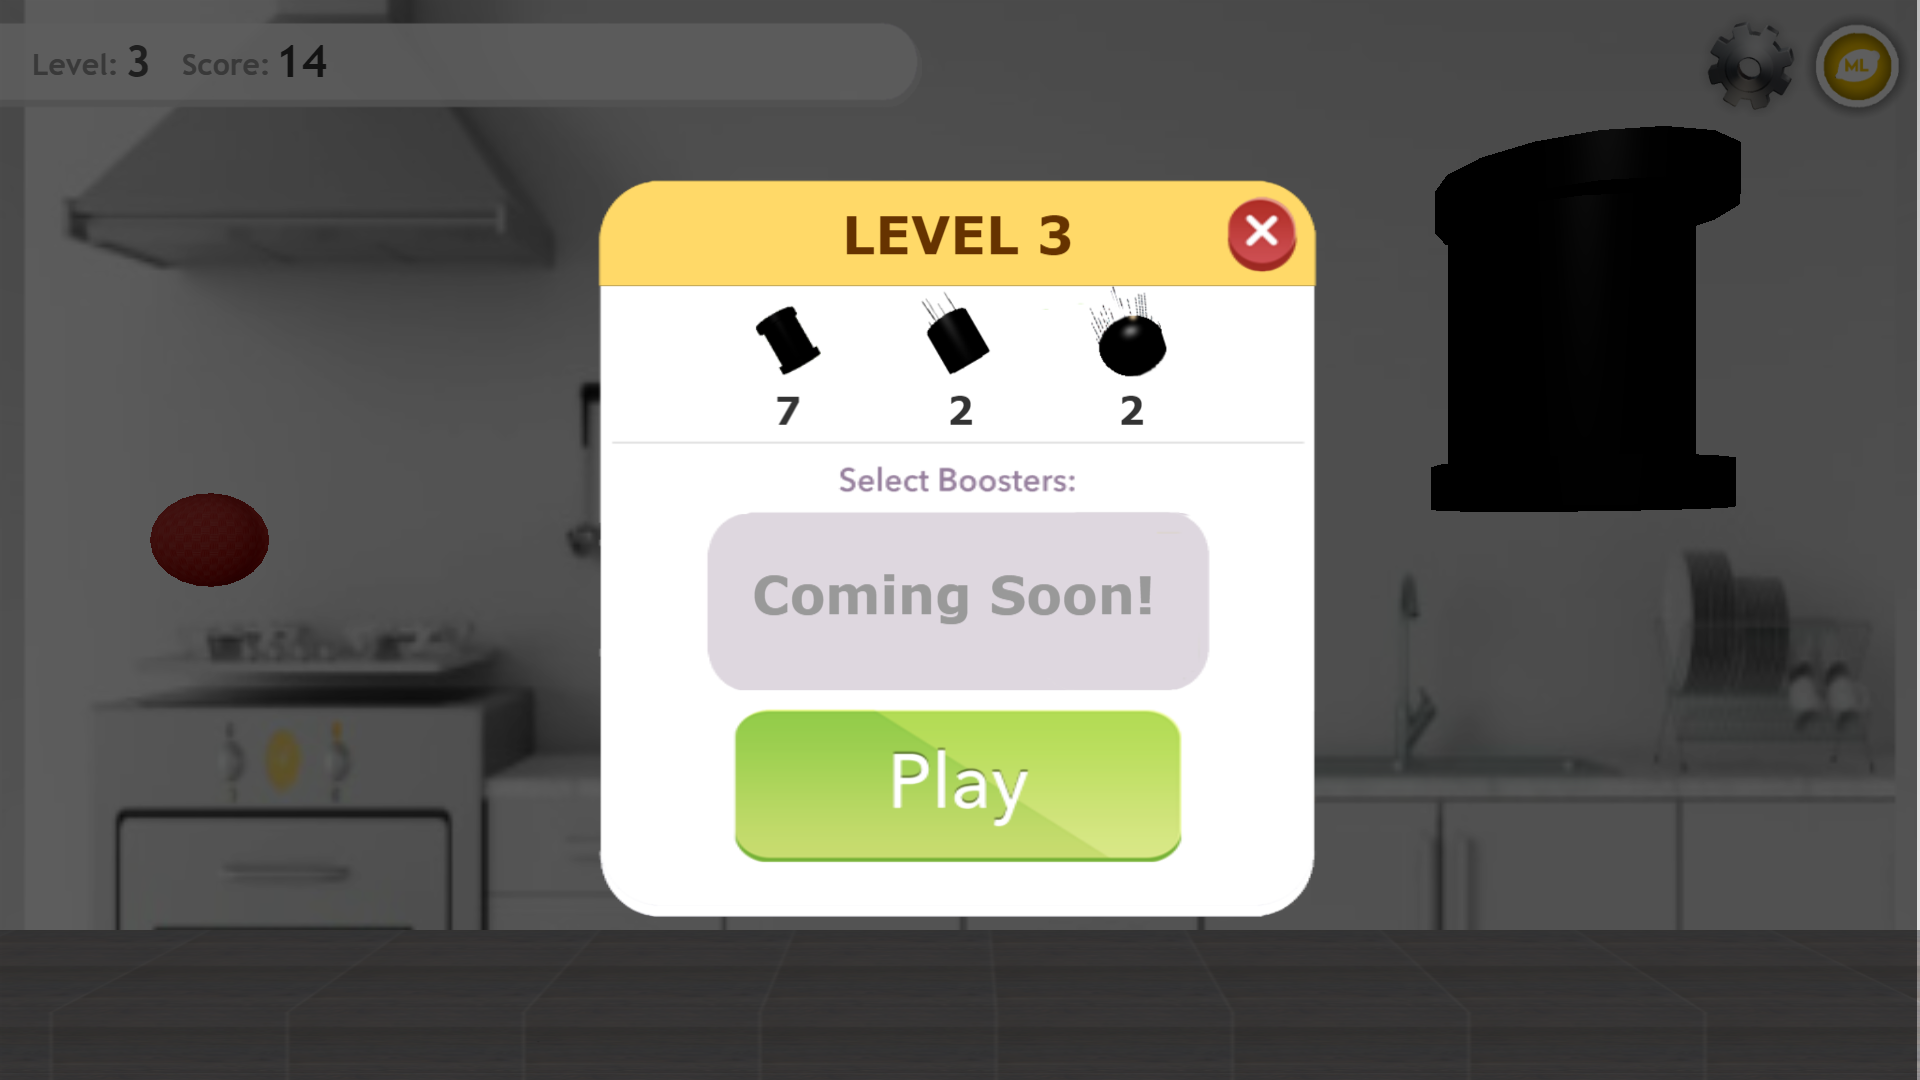 Level: 3 Score: 14
ML
LEVEL 3
7 2 2
Select Boosters:
Coming Soon!
Play